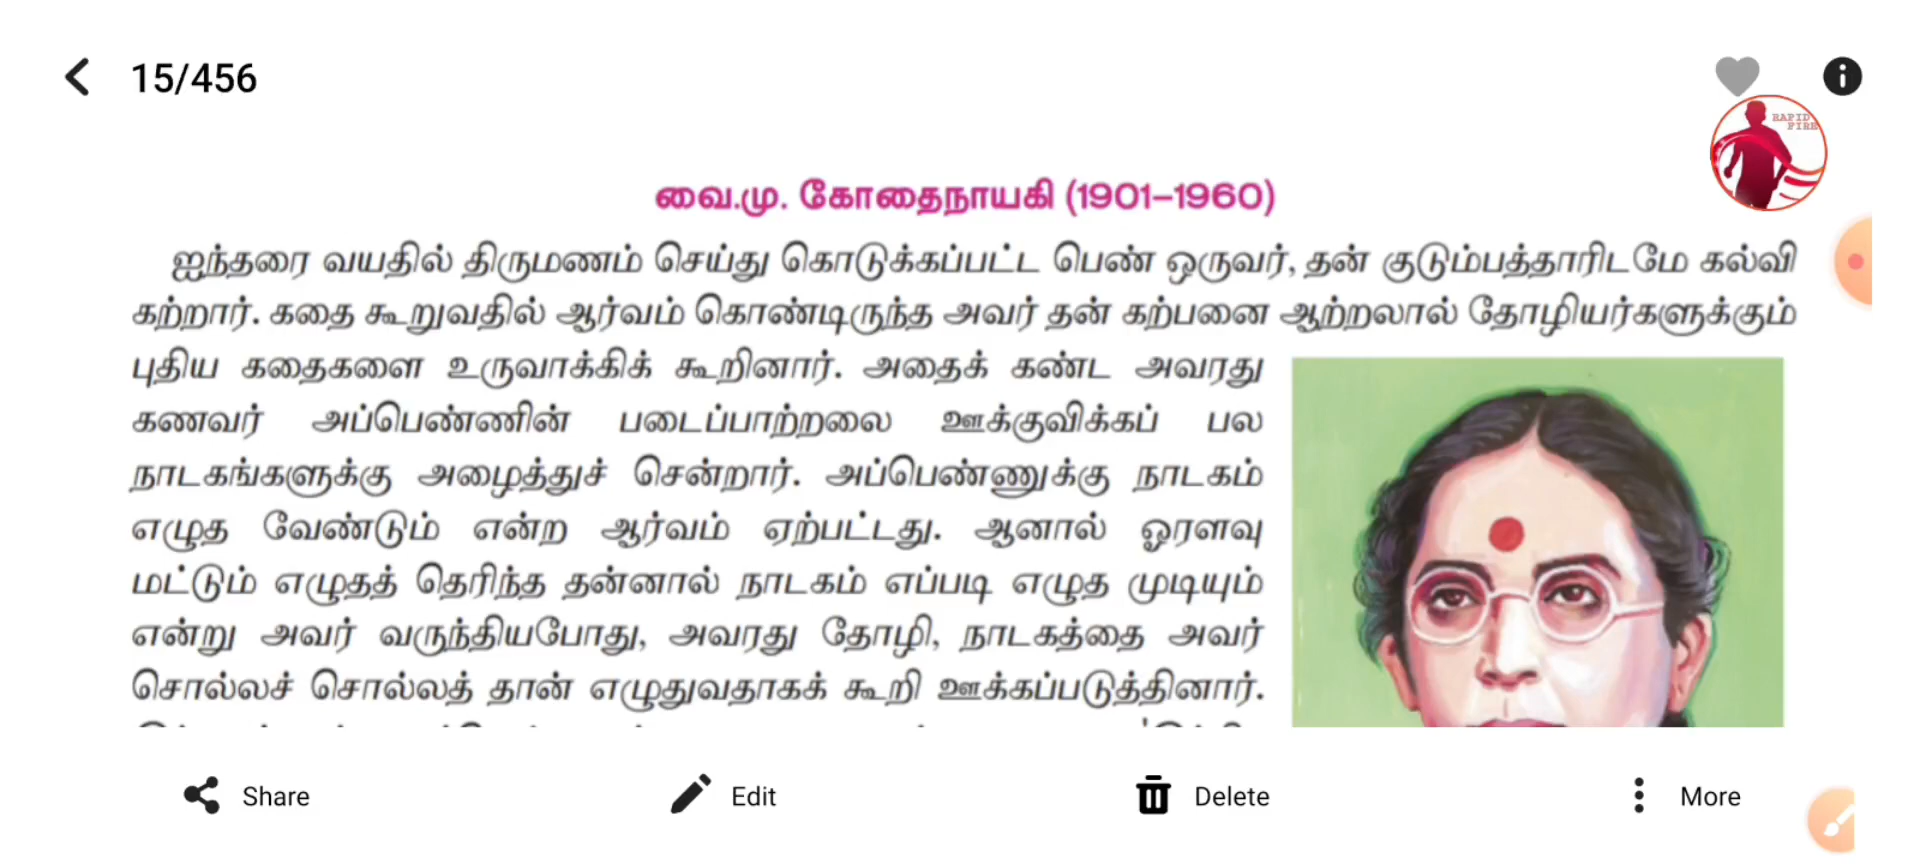 15/456
RAPID
FIRE
வை.மு. கோதைநாயகி (1901–1960)
ஐந்தரை வயதில் திருமணம் செய்து கொடுக்கப்பட்ட பெண் ஒருவர், தன் குடும்பத்தாரிடமே கல்வி
கற்றார். கதை கூறுவதில் ஆர்வம் கொண்டிருந்த அவர் தன் கற்பனை ஆற்றலால் தோழியர்களுக்கும்
புதிய கதைகளை உருவாக்கிக் கூறினார். அதைக் கண்ட அவரது
கணவர் அப்பெண்ணின் படைப்பாற்றலை ஊக்குவிக்கப் பல
நாடகங்களுக்கு அழைத்துச் சென்றார். அப்பெண்ணுக்கு நாடகம்
எழுத வேண்டும் என்ற ஆர்வம் ஏற்பட்டது. ஆனால் ஓரளவு
மட்டும் எழுதத் தெரிந்த தன்னால் நாடகம் எப்படி எழுத முடியும்
என்று அவர் வருந்தியபோது, அவரது தோழி, நாடகத்தை அவர்
சொல்லச் சொல்லத் தான் எழுதுவதாகக் கூறி ஊக்கப்படுத்தினார்.
Share Edit Delete More